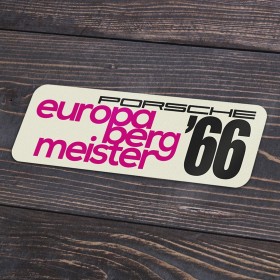 PORSCHE
europa
berg
meister
'66